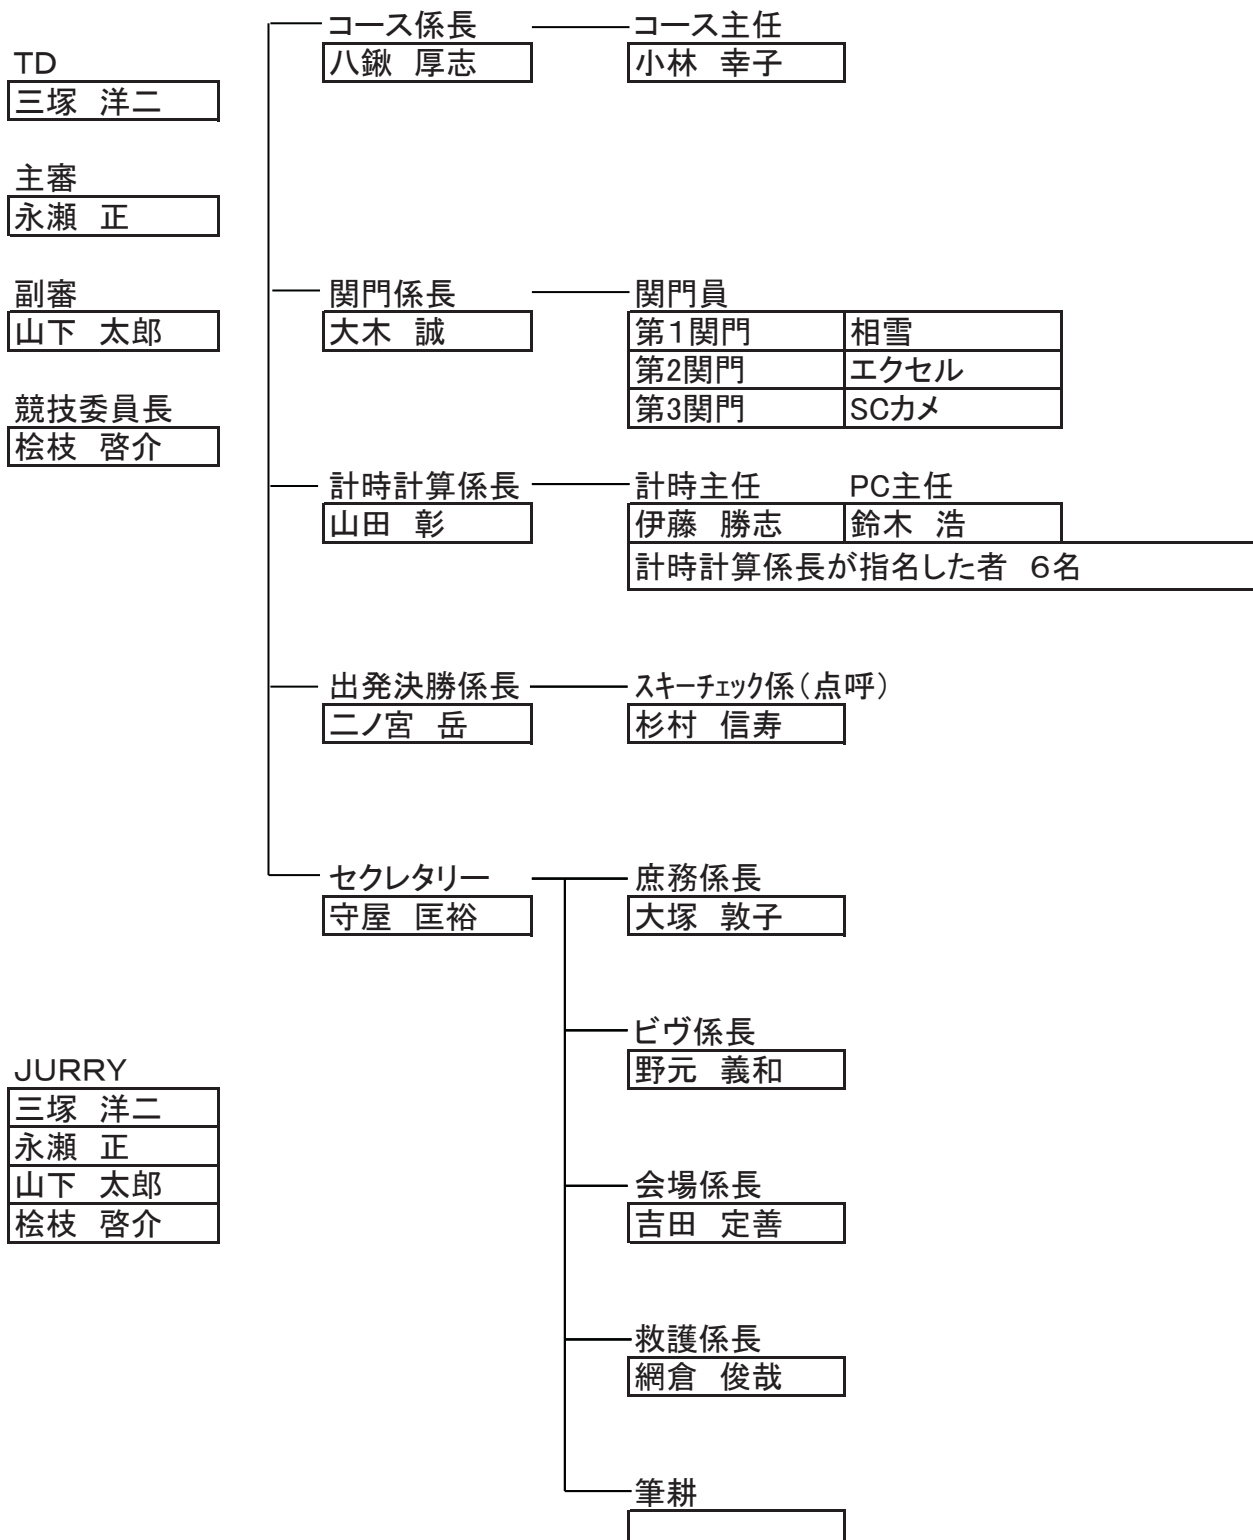 TD
三塚　洋二
主審
永瀬　正
副審
山下　太郎
競技委員長
桧枝　啓介
JURRY
三塚　洋二
永瀬　正
山下　太郎
桧枝　啓介
コース係長　コース主任
八鍬　厚志　小林　幸子
関門係長　関門員
大木　誠　第1関門　相雪
第2関門　エクセル
第3関門　SCカメ
計時計算係長　計時主任　PC主任
山田　彰　伊藤　勝志　鈴木　浩
計時計算係長が指名した者　６名
出発決勝係長　スキーチェック係（点呼）
二ノ宮　岳　杉村　信寿
セクレタリー　庶務係長
守屋　匡裕　大塚　敦子
ビヴ係長
野元　義和
会場係長
吉田　定善
救護係長
網倉　俊哉
筆耕